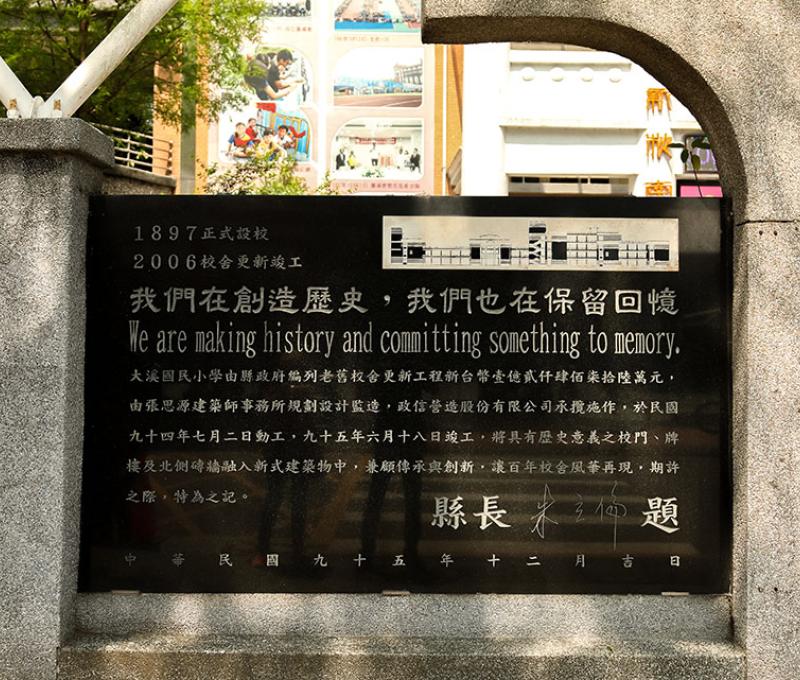 1897正式設校
2006校舍更新竣工
我們在創造歷史，我們也在保留回憶
We are making history and committing something to memory.
大溪國民小學由縣政府編列老舊校舍更新工程新台幣壹億貳仟肆佰柒拾陸萬元，
由張思源建築師事務所規劃設計監造，政信營造股份有限公司承攬施作，於民國
九十四年七月二日動工，九十五年六月十八日竣工，將具有歷史意義之校門、牌
樓及北側磚牆融入新式建築物中，兼顧傳承與創新，讓百年校舍風華再現，期許
之際，特為之記。
縣長 朱立倫 題
中華民國九十五年十二月吉日